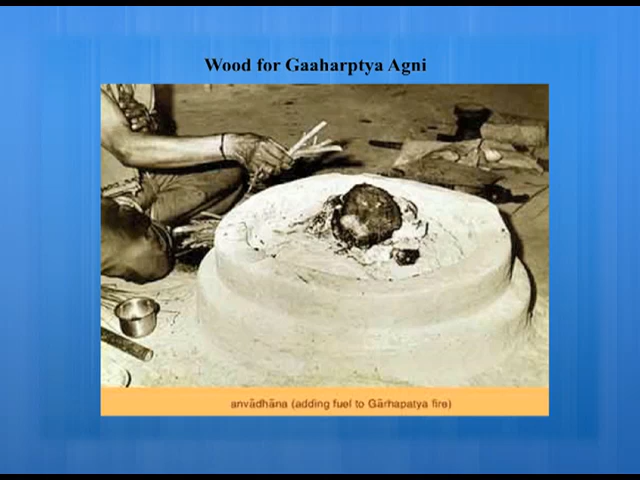 Wood for Gaaharptya Agni
anvādhāna (adding fuel to Gārhapatya fire)